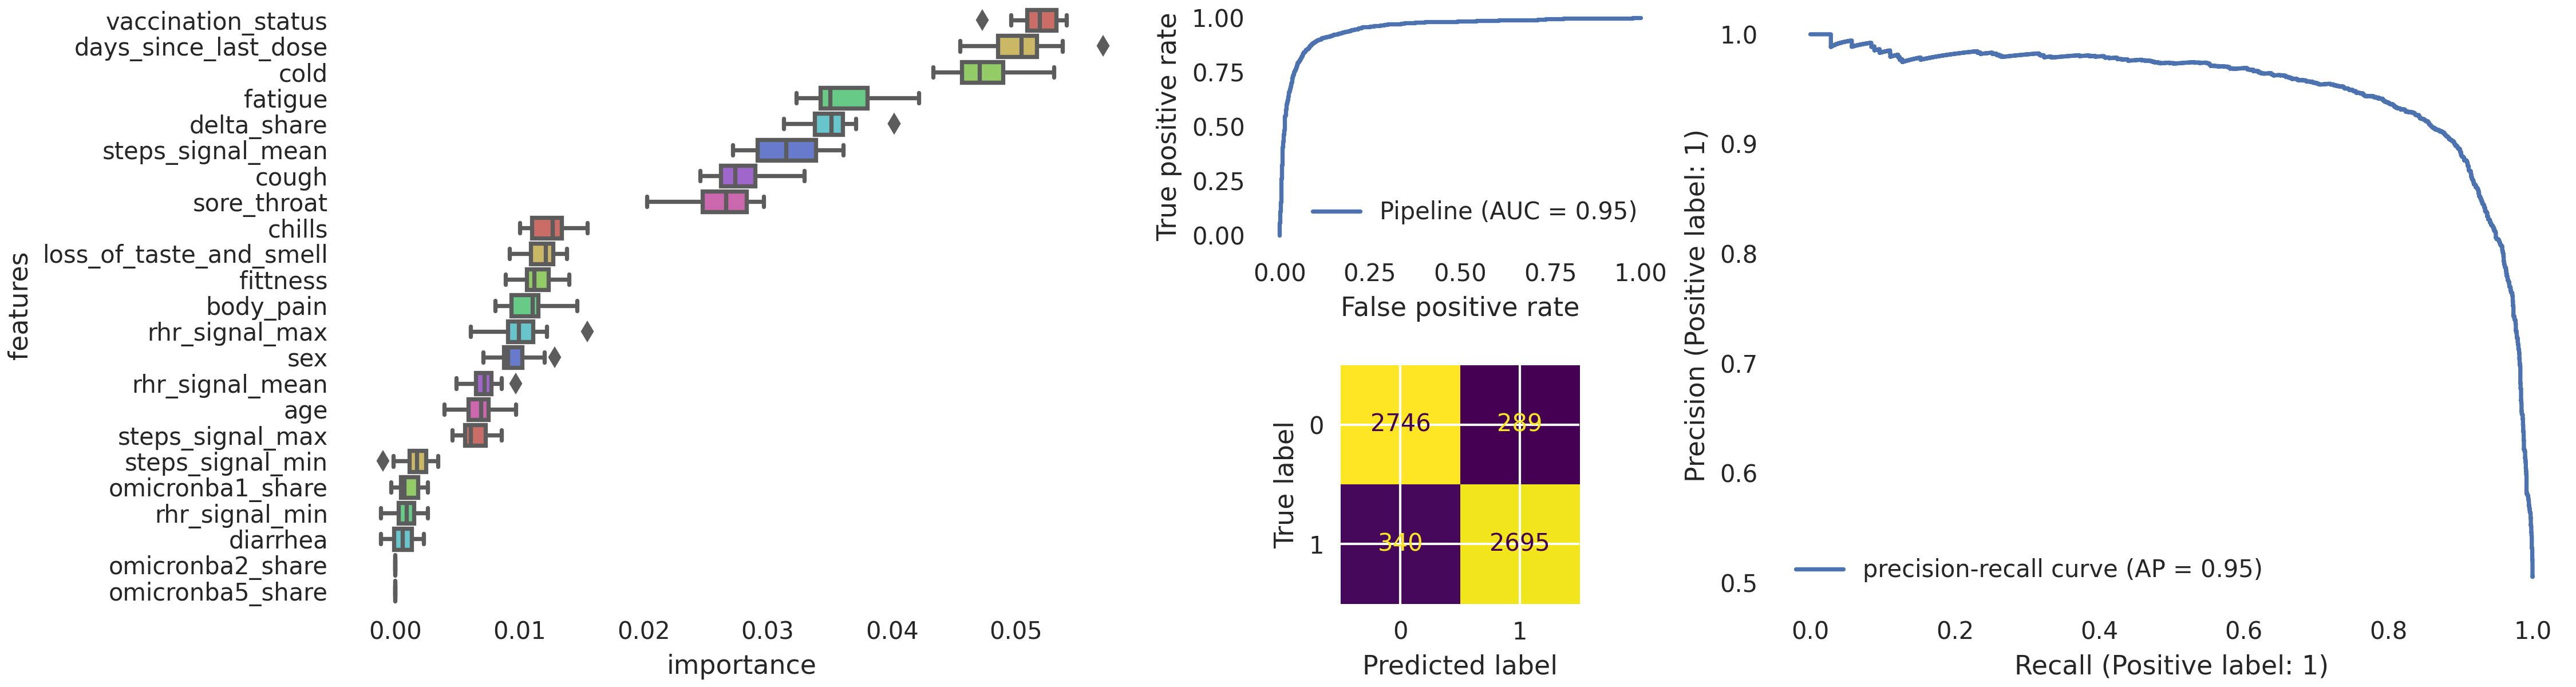 features
vaccination_status
days_since_last_dose
cold
fatigue
delta_share
steps_signal_mean
cough
sore_throat
chills
loss_of_taste_and_smell
fittness
body_pain
rhr_signal_max
sex
rhr_signal_mean
age
steps_signal_max
steps_signal_min
omicronba1_share
rhr_signal_min
diarrhea
omicronba2_share
omicronba5_share
0.00 0.01 0.02 0.03 0.04 0.05
importance
True positive rate
1.00
0.75
0.50
0.25
0.00
Pipeline (AUC = 0.95)
0.00 0.25 0.50 0.75 1.00
False positive rate
True label
0
2746 289
1
340 2695
0 1
Predicted label
Precision (Positive label: 1)
1.0
0.9
0.8
0.7
0.6
0.5
precision-recall curve (AP = 0.95)
0.0 0.2 0.4 0.6 0.8 1.0
Recall (Positive label: 1)